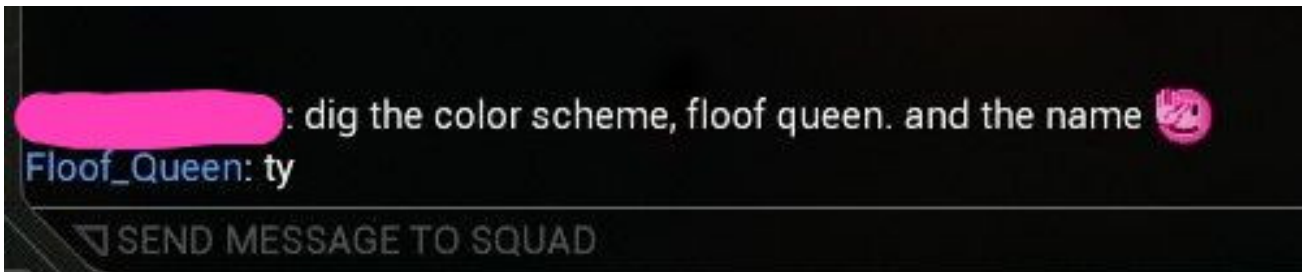 : dig the color scheme, floof queen. and the name
Floof_Queen: ty
SEND MESSAGE TO SQUAD